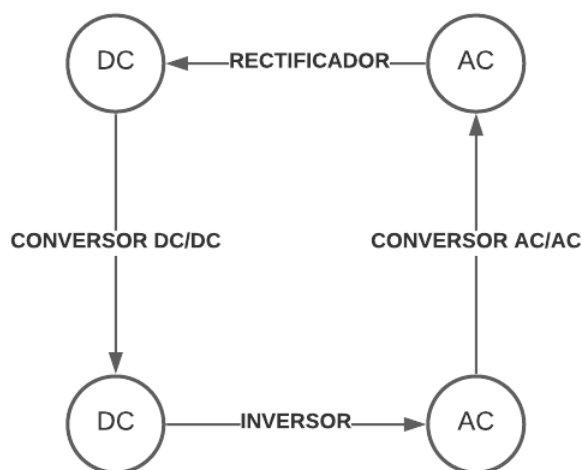 DC
RECTIFICADOR
AC
CONVERSOR DC/DC
CONVERSOR AC/AC
DC
INVERSOR
AC